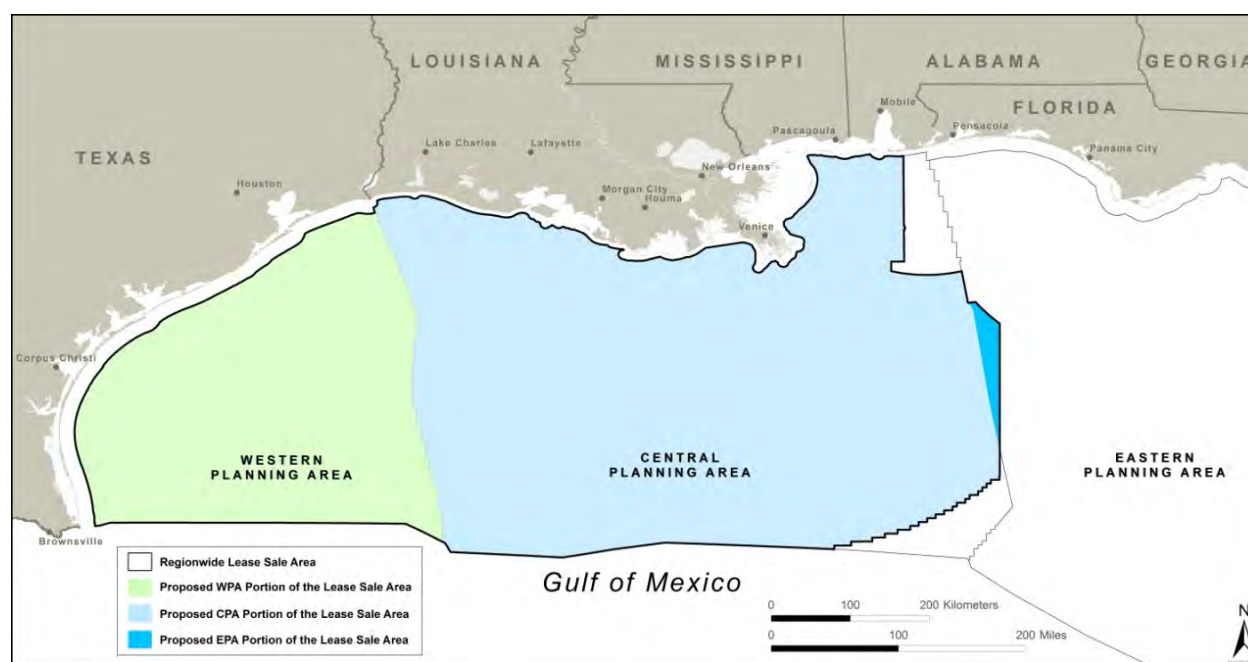 LOUISIANA
MISSISSIPPI
ALABAMA
GEORGIA
FLORIDA
TEXAS
Mobile
Pascagoula
Pensacola
Panama City
Lake Charles
Lafayette
New Orleans
Houston
Morgan City
Houma
Venice
Corpus Christi
Brownsville
WESTERN
PLANNING AREA
CENTRAL
PLANNING AREA
EASTERN
PLANNING AREA
Regionwide Lease Sale Area
Proposed WPA Portion of the Lease Sale Area
Proposed CPA Portion of the Lease Sale Area
Proposed EPA Portion of the Lease Sale Area
Gulf of Mexico
0 100 200 Kilometers
0 100 200 Miles
N